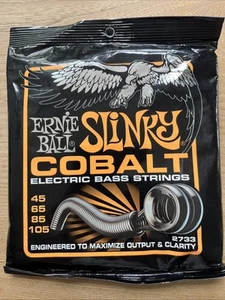 ERNIE BALL SLINKY
COBALT
ELECTRIC BASS STRINGS
45
65
85
105
2733
ENGINEERED TO MAXIMIZE OUTPUT & CLARITY